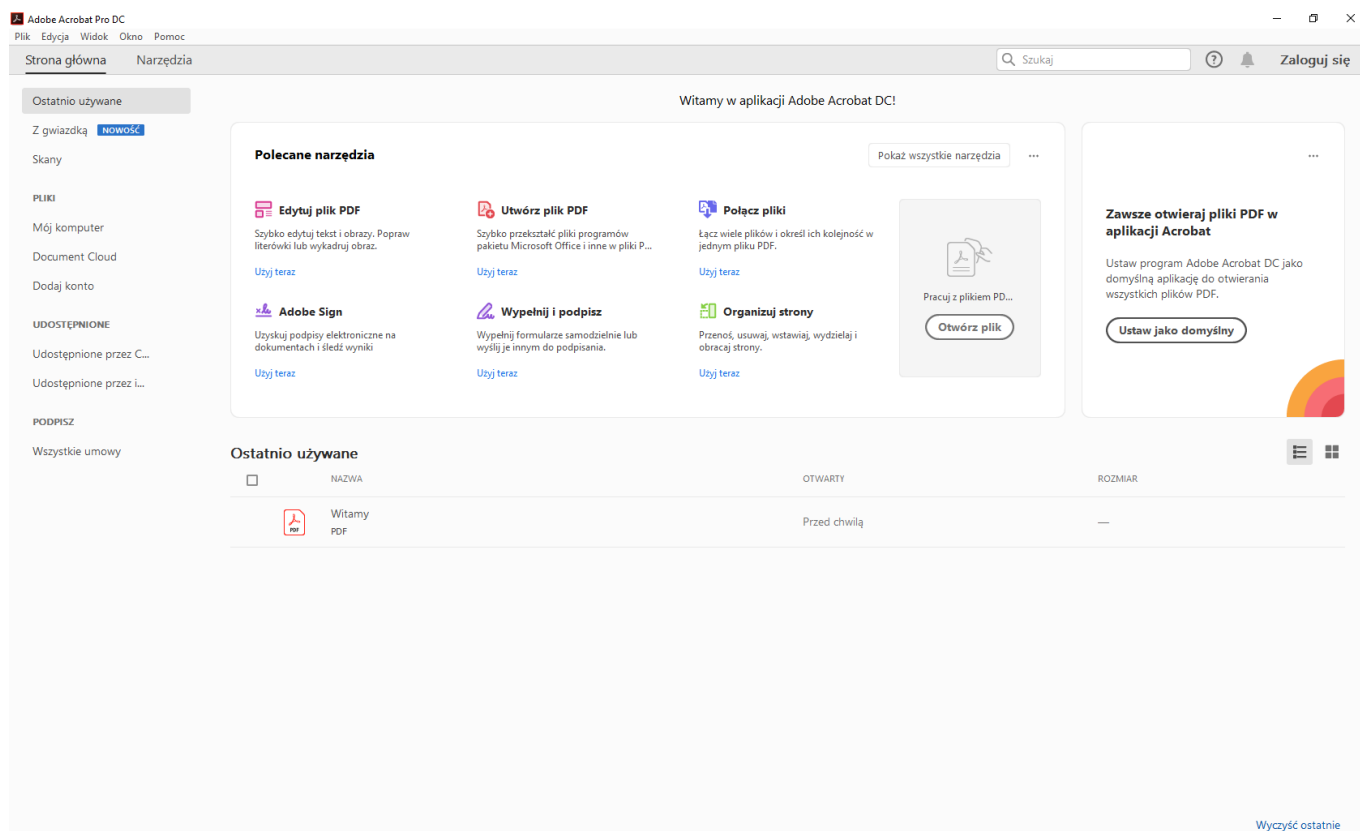 Adobe Acrobat Pro DC
Plik Edycja Widok Okno Pomoc
Strona główna Narzędzia Szukaj Zaloguj się
Ostatnio używane
Z gwiazdką NOWOŚĆ
Skany
PLIKI
Mój komputer
Document Cloud
Dodaj konto
UDOSTĘPNIONE
Udostępnione przez C...
Udostępnione przez i...
PODPISZ
Wszystkie umowy
Witamy w aplikacji Adobe Acrobat DC!
Polecane narzędzia
Pokaż wszystkie narzędzia
Edytuj plik PDF
Szybko edytuj tekst i obrazy. Popraw
literówki lub wykadruj obraz.
Użyj teraz
Utwórz plik PDF
Szybko przekształć pliki programów
pakietu Microsoft Office i inne w pliki P...
Użyj teraz
Połącz pliki
Łącz wiele plików i określ ich kolejność w
jednym pliku PDF.
Użyj teraz
Adobe Sign
Uzyskuj podpisy elektroniczne na
dokumentach i śledź wyniki
Użyj teraz
Wypełnij i podpisz
Wypełnij formularze samodzielnie lub
wyślij je innym do podpisania.
Użyj teraz
Organizuj strony
Przenoś, usuwaj, wstawiaj, wydzielaj i
obracaj strony.
Użyj teraz
Pracuj z plikiem PD...
Otwórz plik
Zawsze otwieraj pliki PDF w
aplikacji Acrobat
Ustaw program Adobe Acrobat DC jako
domyślną aplikację do otwierania
wszystkich plików PDF.
Ustaw jako domyślny
Ostatnio używane
NAZWA OTWARTY ROZMIAR
Witamy
PDF
PDF
Przed chwilą —
Wyczyść ostatnie